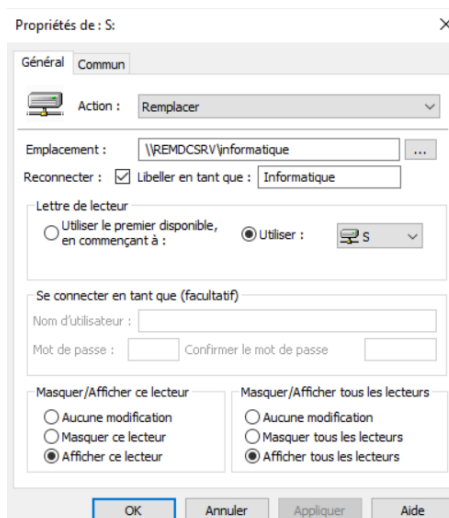 Propriétés de : S:
Général Commun
Action : Remplacer
Emplacement : \\REMDCSRV\informatique ...
Reconnecter : Libeller en tant que : Informatique
Lettre de lecteur
Utiliser le premier disponible,
en commençant à :
Utiliser : S
Se connecter en tant que (facultatif)
Nom d'utilisateur :
Mot de passe : Confirmer le mot de passe
Masquer/Afficher ce lecteur
Aucune modification
Masquer ce lecteur
Afficher ce lecteur
Masquer/Afficher tous les lecteurs
Aucune modification
Masquer tous les lecteurs
Afficher tous les lecteurs
OK Annuler Appliquer Aide